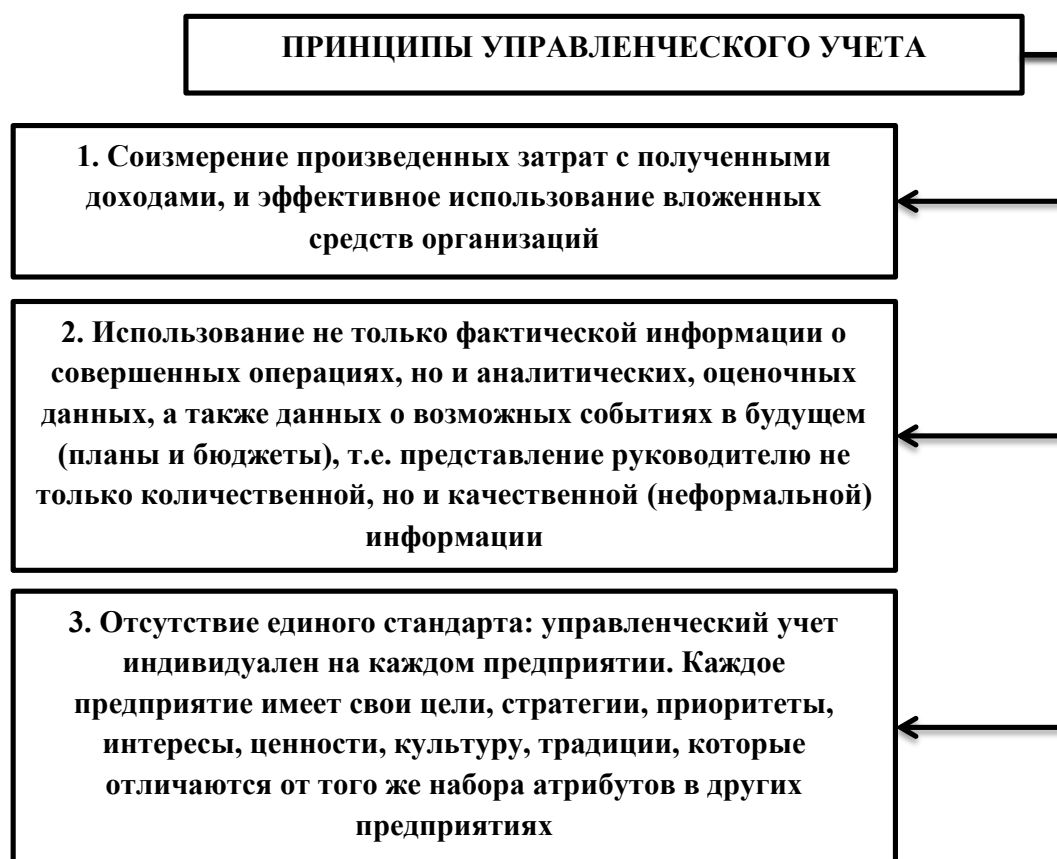 ПРИНЦИПЫ УПРАВЛЕНЧЕСКОГО УЧЕТА
1. Соизмерение произведенных затрат с полученными
доходами, и эффективное использование вложенных
средств организаций
2. Использование не только фактической информации о
совершенных операциях, но и аналитических, оценочных
данных, а также данных о возможных событиях в будущем
(планы и бюджеты), т.е. представление руководителю не
только количественной, но и качественной (неформальной)
информации
3. Отсутствие единого стандарта: управленческий учет
индивидуален на каждом предприятии. Каждое
предприятие имеет свои цели, стратегии, приоритеты,
интересы, ценности, культуру, традиции, которые
отличаются от того же набора атрибутов в других
предприятиях